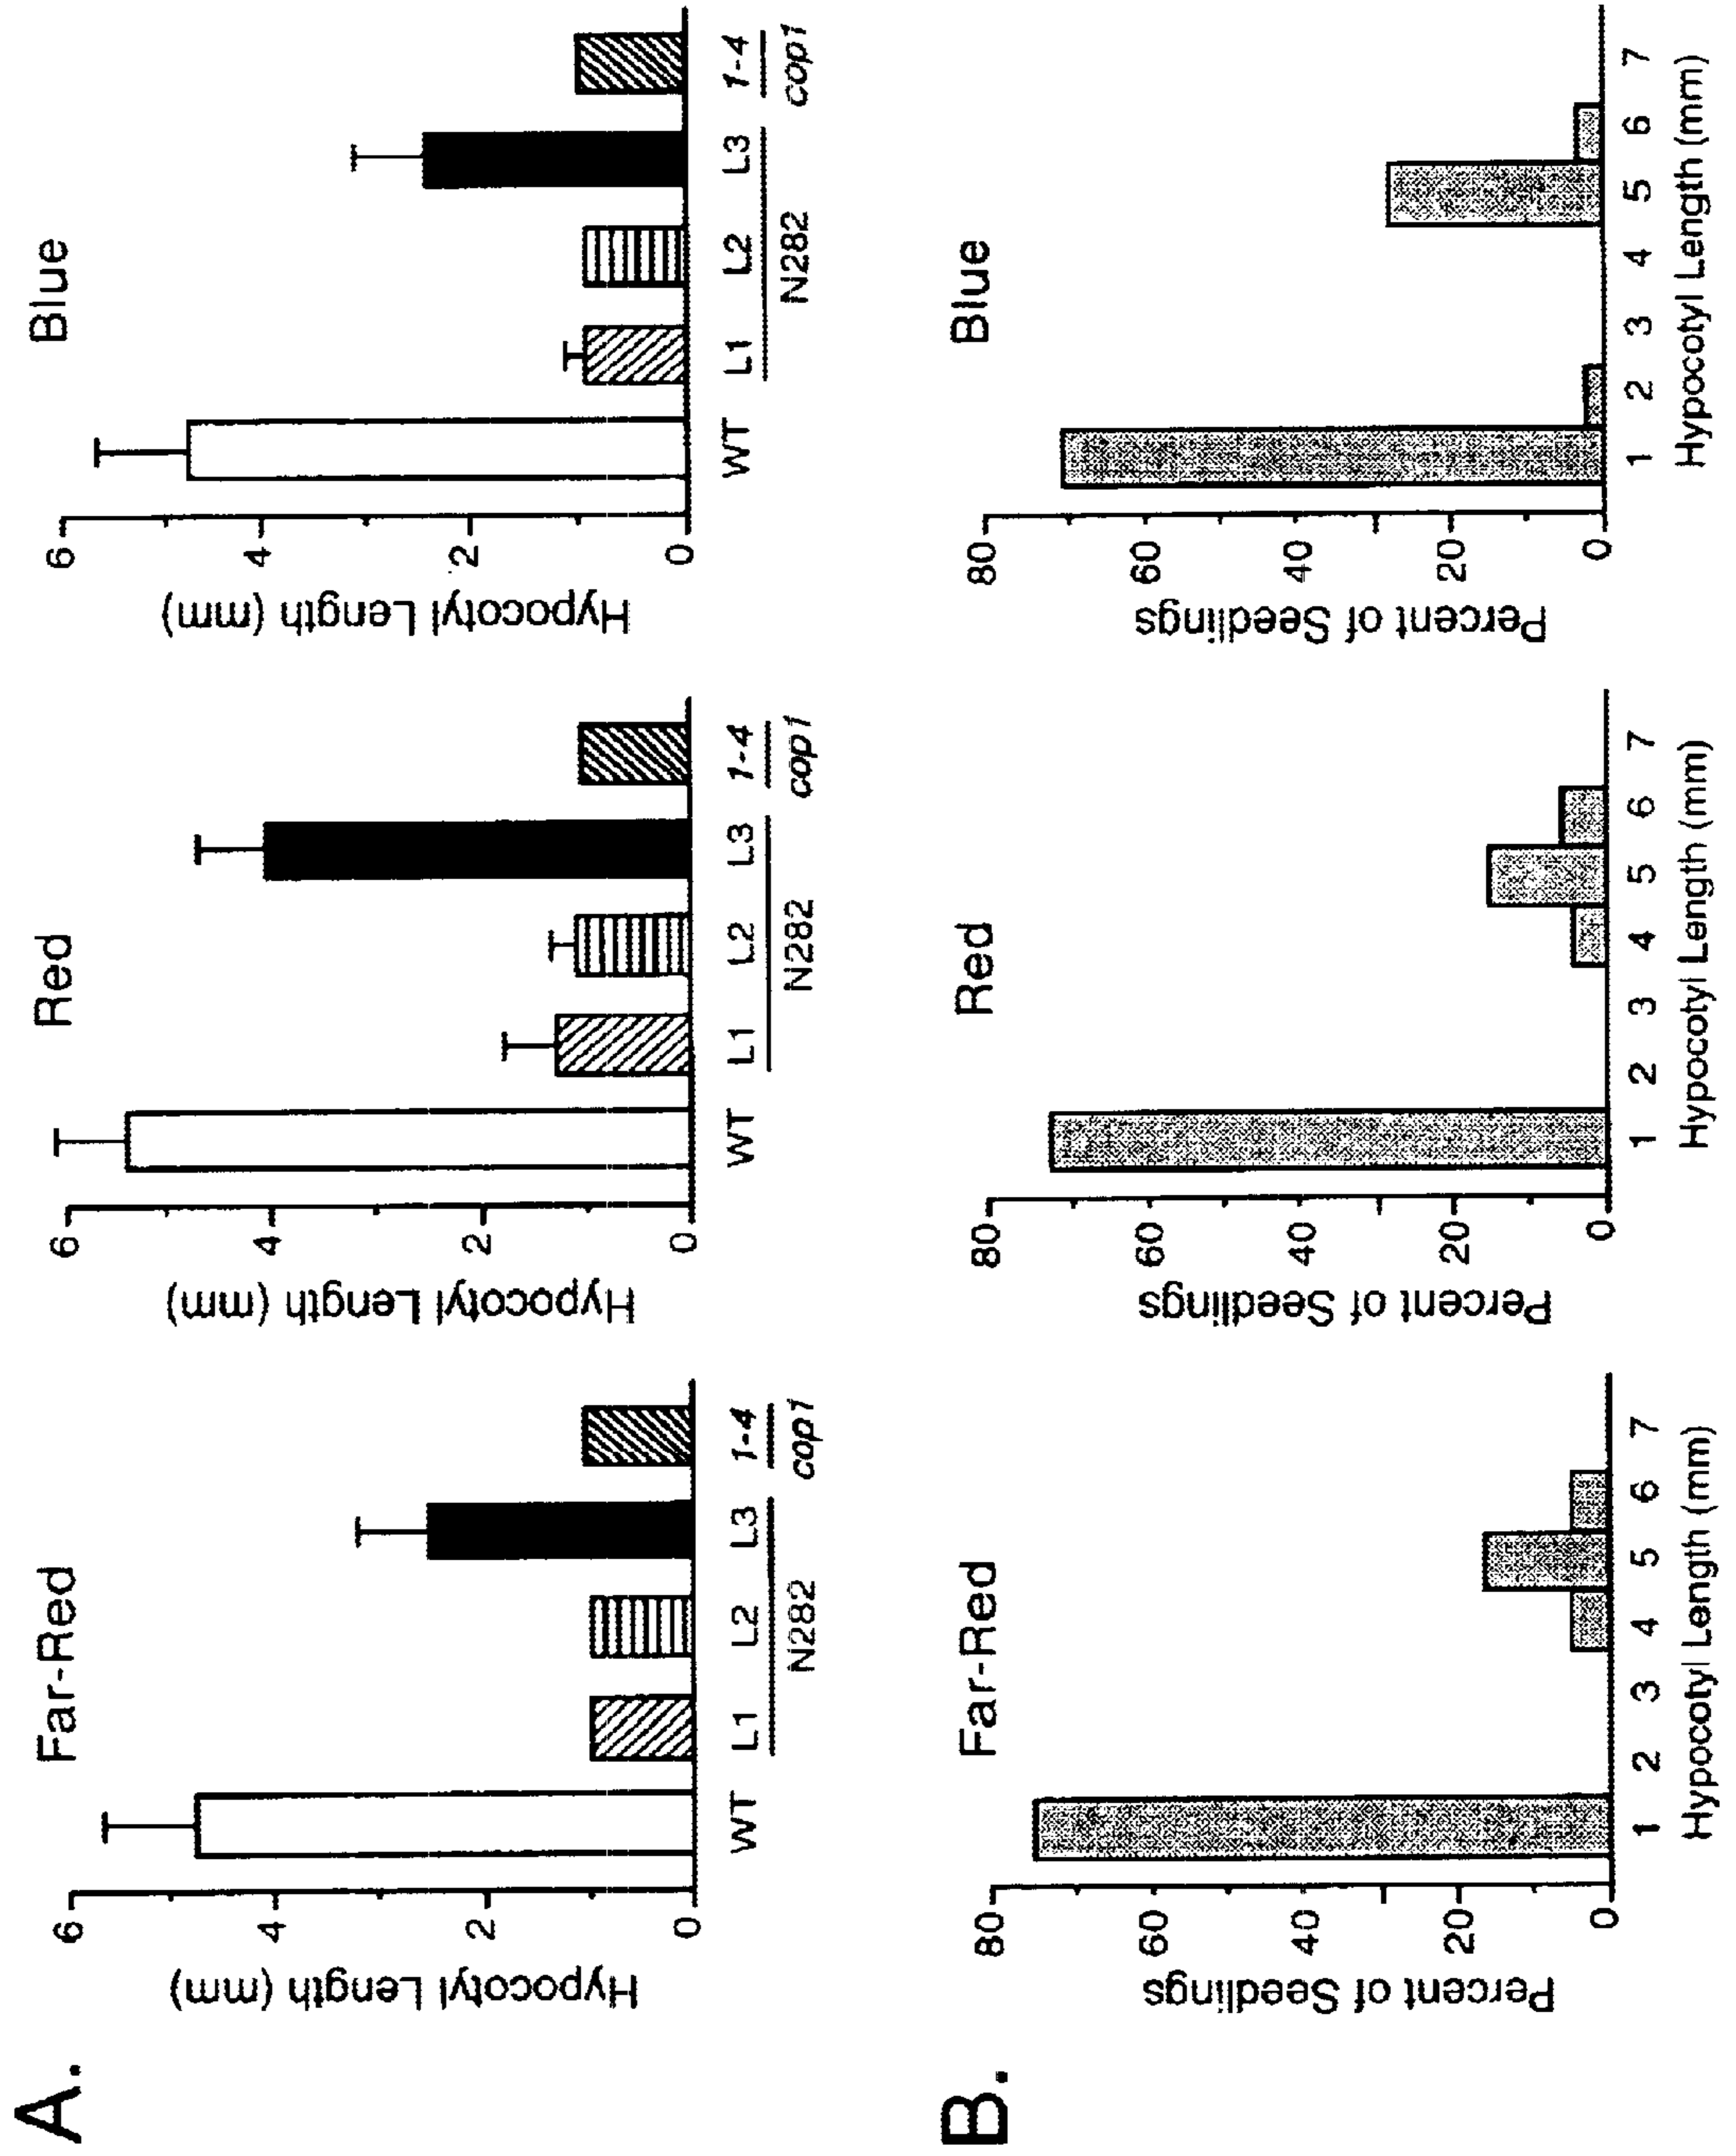 A.
Far-Red
Hypocotyl Length (mm)
6
4
2
0
WT L1 L2 L3 1-4
N282 cop1
Red
Hypocotyl Length (mm)
6
4
2
0
WT L1 L2 L3 1-4
N282 cop1
Blue
Hypocotyl Length (mm)
6
4
2
0
WT L1 L2 L3 1-4
N282 cop1
B.
Far-Red
Percent of Seedlings
80
60
40
20
0
1 2 3 4 5 6 7
Hypocotyl Length (mm)
Red
Percent of Seedlings
80
60
40
20
0
1 2 3 4 5 6 7
Hypocotyl Length (mm)
Blue
Percent of Seedlings
80
60
40
20
0
1 2 3 4 5 6 7
Hypocotyl Length (mm)